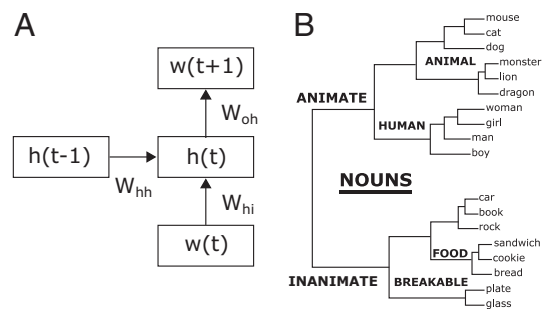 A
w(t+1)
W_oh
h(t-1)
h(t)
W_hh
W_hi
w(t)
B
mouse
cat
dog
ANIMAL
monster
lion
dragon
ANIMATE
woman
HUMAN
girl
man
boy
NOUNS
car
book
rock
sandwich
FOOD
cookie
bread
INANIMATE
BREAKABLE
plate
glass